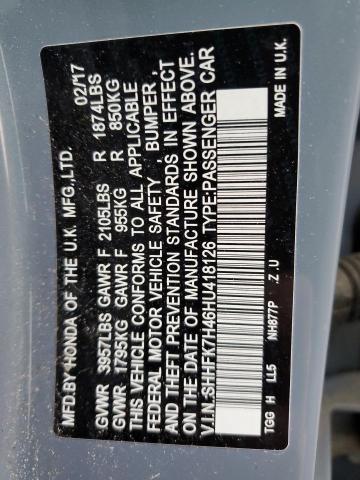 MFD.BY HONDA OF THE U.K. MFG.,LTD. 02/17
GVWR 3957LBS GAWR F 2105LBS R 1874LBS
GVWR 1795KG GAWR F 955KG R 850KG
THIS VEHICLE CONFORMS TO ALL APPLICABLE
FEDERAL MOTOR VEHICLE SAFETY , BUMPER ,
AND THEFT PREVENTION STANDARDS IN EFFECT
ON THE DATE OF MANUFACTURE SHOWN ABOVE.
V.I.N.:SHHFK7H46HU418126 TYPE:PASSENGER CAR
TGG H LL5 NH877P .Z.U MADE IN U.K.